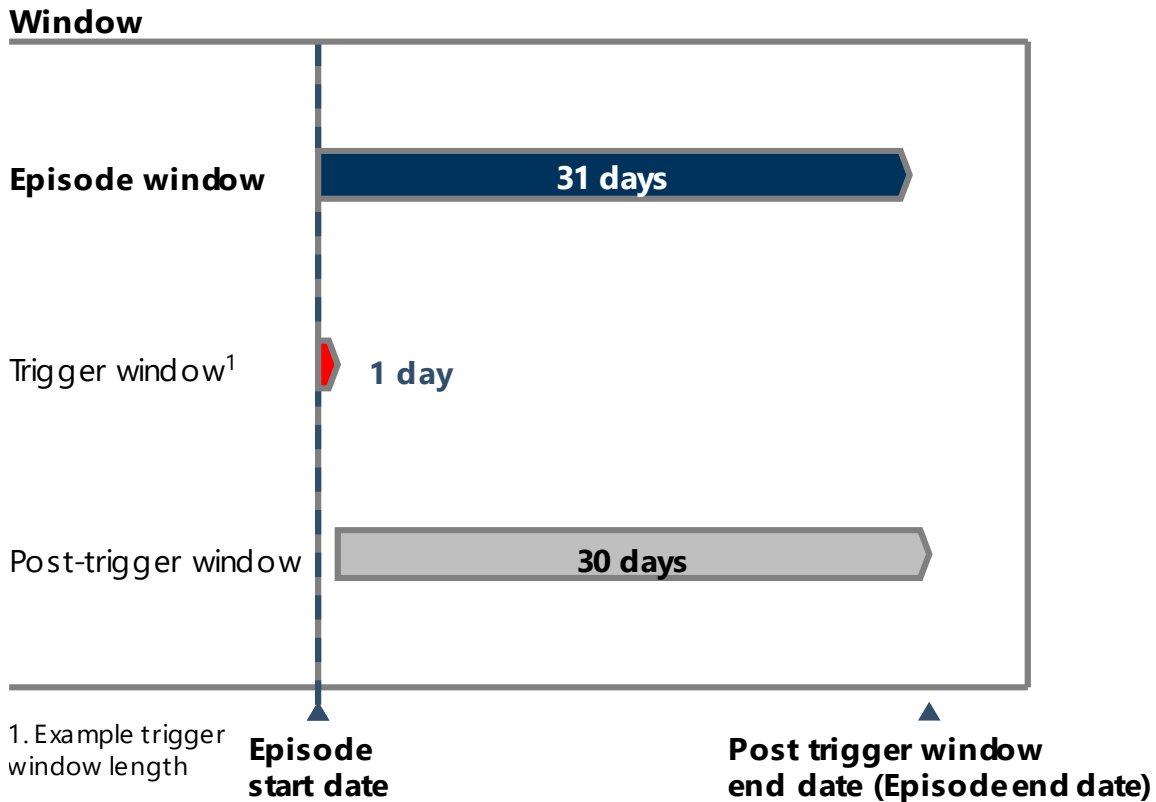 Window
Episode window
31 days
Trigger window1
1 day
Post-trigger window
30 days
1. Example trigger
window length
Episode
start date
Post trigger window
end date (Episode end date)